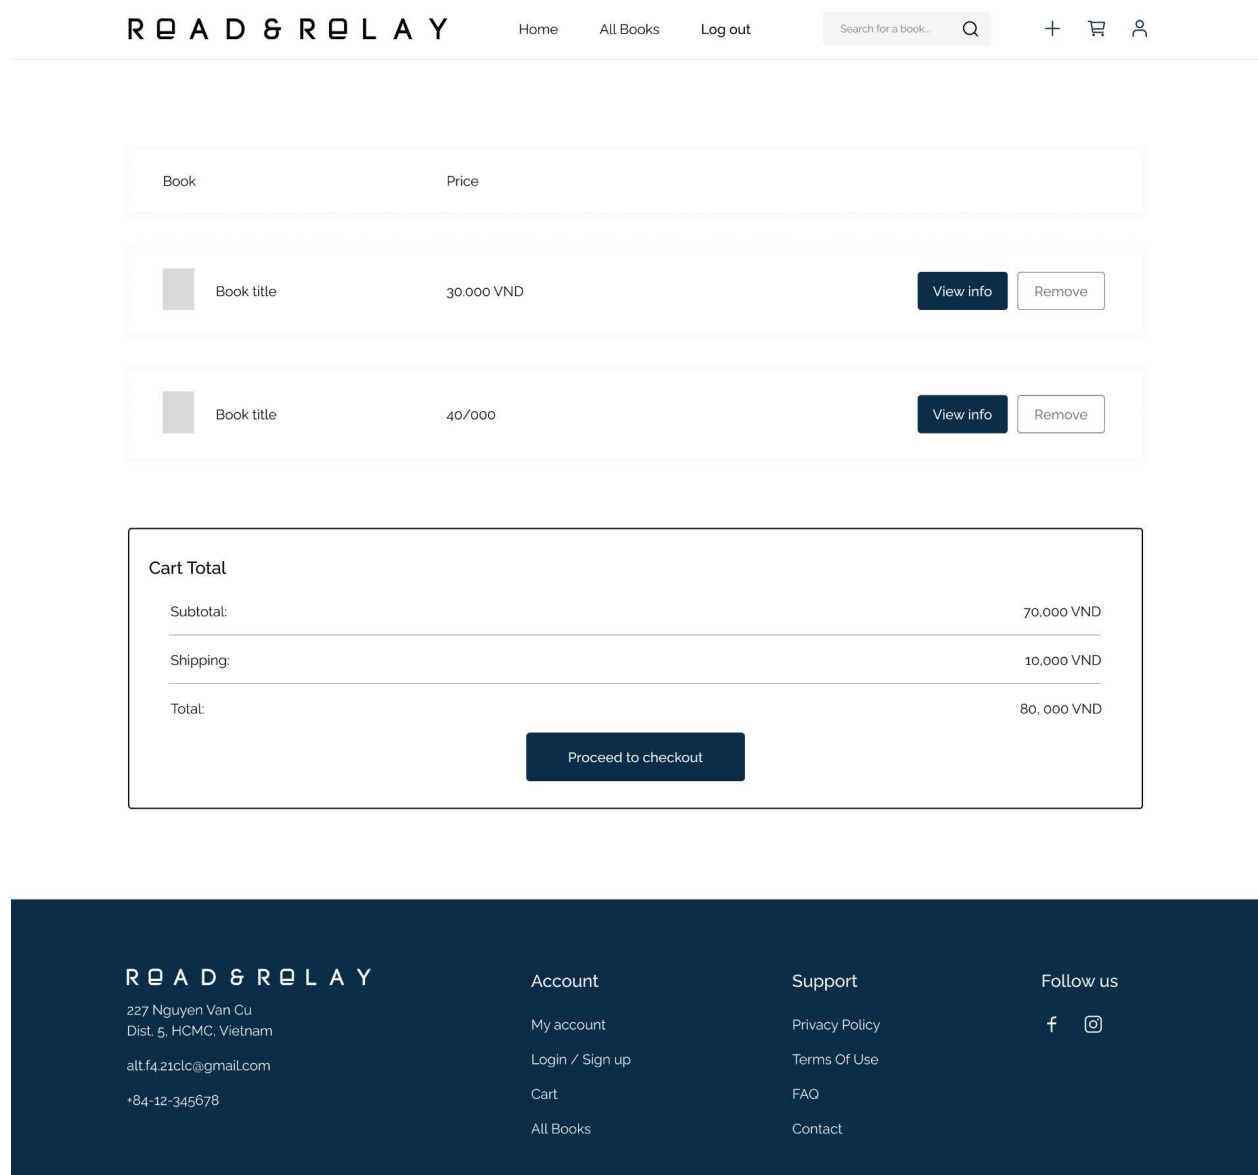 READ & RELAY
Home All Books Log out Search for a book..
Book Price
Book title 30.000 VND View info Remove
Book title 40/000 View info Remove
Cart Total
Subtotal: 70,000 VND
Shipping: 10,000 VND
Total: 80, 000 VND
Proceed to checkout
READ & RELAY
227 Nguyen Van Cu
Dist. 5, HCMC, Vietnam
alt.f4.21clc@gmail.com
+84-12-345678
Account
My account
Login / Sign up
Cart
All Books
Support
Privacy Policy
Terms Of Use
FAQ
Contact
Follow us